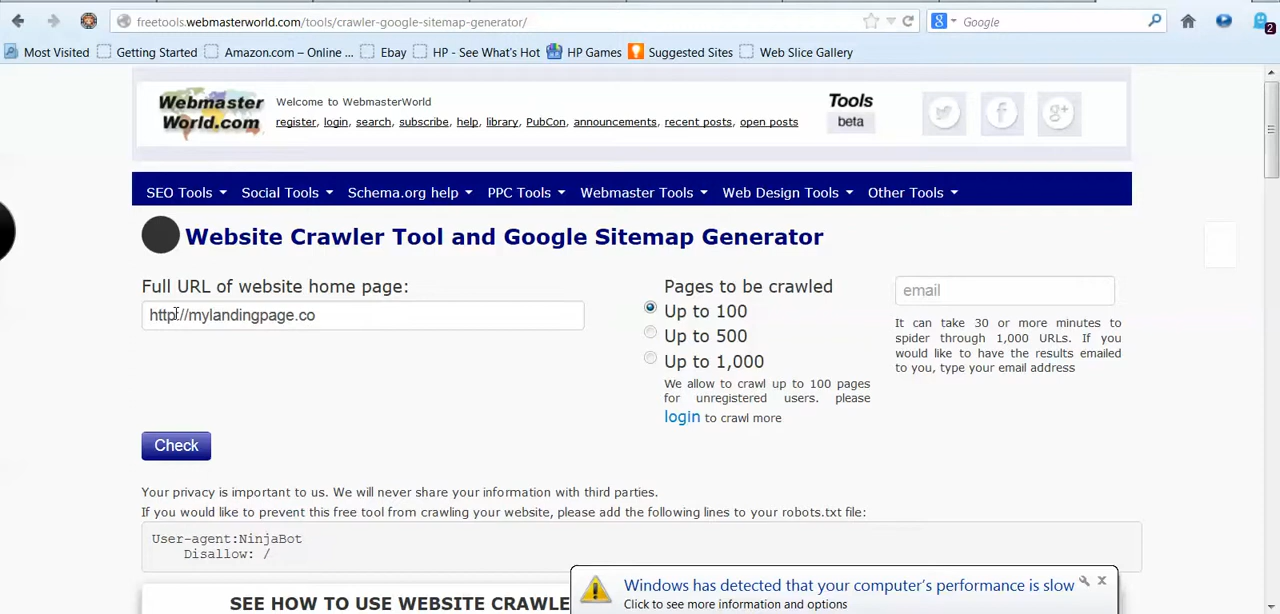 freetools.webmasterworld.com/tools/crawler-google-sitemap-generator/
8
Google
2
Most Visited
Getting Started
Amazon.com – Online ...
Ebay
HP - See What's Hot
HP Games
Suggested Sites
Web Slice Gallery
Webmaster
World.com
Welcome to WebmasterWorld
register, login, search, subscribe, help, library, PubCon, announcements, recent posts, open posts
Tools
beta
f
g+
SEO Tools
Social Tools
Schema.org help
PPC Tools
Webmaster Tools
Web Design Tools
Other Tools
Website Crawler Tool and Google Sitemap Generator
Full URL of website home page:
http://mylandingpage.co
Pages to be crawled
Up to 100
Up to 500
Up to 1,000
We allow to crawl up to 100 pages
for unregistered users. please
login to crawl more
email
It can take 30 or more minutes to
spider through 1,000 URLs. If you
would like to have the results emailed
to you, type your email address
Check
Your privacy is important to us. We will never share your information with third parties.
If you would like to prevent this free tool from crawling your website, please add the following lines to your robots.txt file:
User-agent:NinjaBot
Disallow: /
SEE HOW TO USE WEBSITE CRAWLE
Windows has detected that your computer's performance is slow
Click to see more information and options